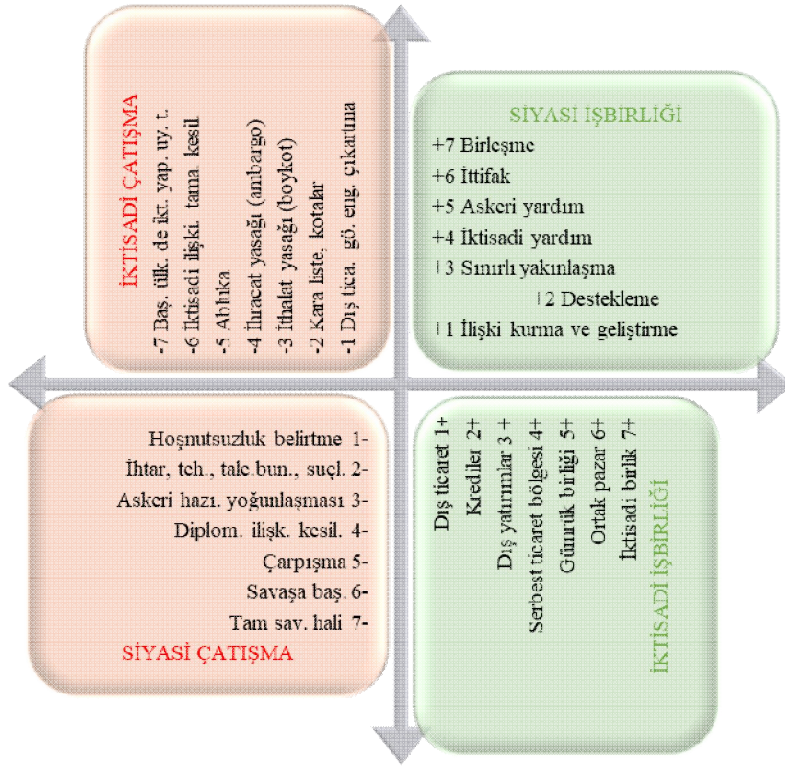 İKTİSADİ ÇATIŞMA
-7 Baş. ülk. de ikt. yap. uy. t.
-6 İktisadi ilişki. tama. kesil
-5 Abluka
-4 İhracat yasağı (ambargo)
-3 İthalat yasağı (boykot)
-2 Kara liste, kotalar
-1 Dış tica. gö. eng. çıkartma
SİYASİ İŞBİRLİĞİ
+7 Birleşme
+6 İttifak
+5 Askeri yardım
+4 İktisadi yardım
+3 Sınırlı yakınlaşma
+2 Destekleme
+1 İlişki kurma ve geliştirme
Hoşnutsuzluk belirtme 1-
İhtar, teh., tale.bun., suçl. 2-
Askeri hazı. yoğunlaşması 3-
Diplom. ilişk. kesil. 4-
Çarpışma 5-
Savaşa baş. 6-
Tam sav. hali 7-
SİYASİ ÇATIŞMA
Dış ticaret 1+
Krediler 2+
Dış yatırımlar 3 +
Serbest ticaret bölgesi 4+
Gümrük birliği 5+
Ortak pazar 6+
İktisadi birlik 7+
İKTİSADİ İŞBİRLİĞİ